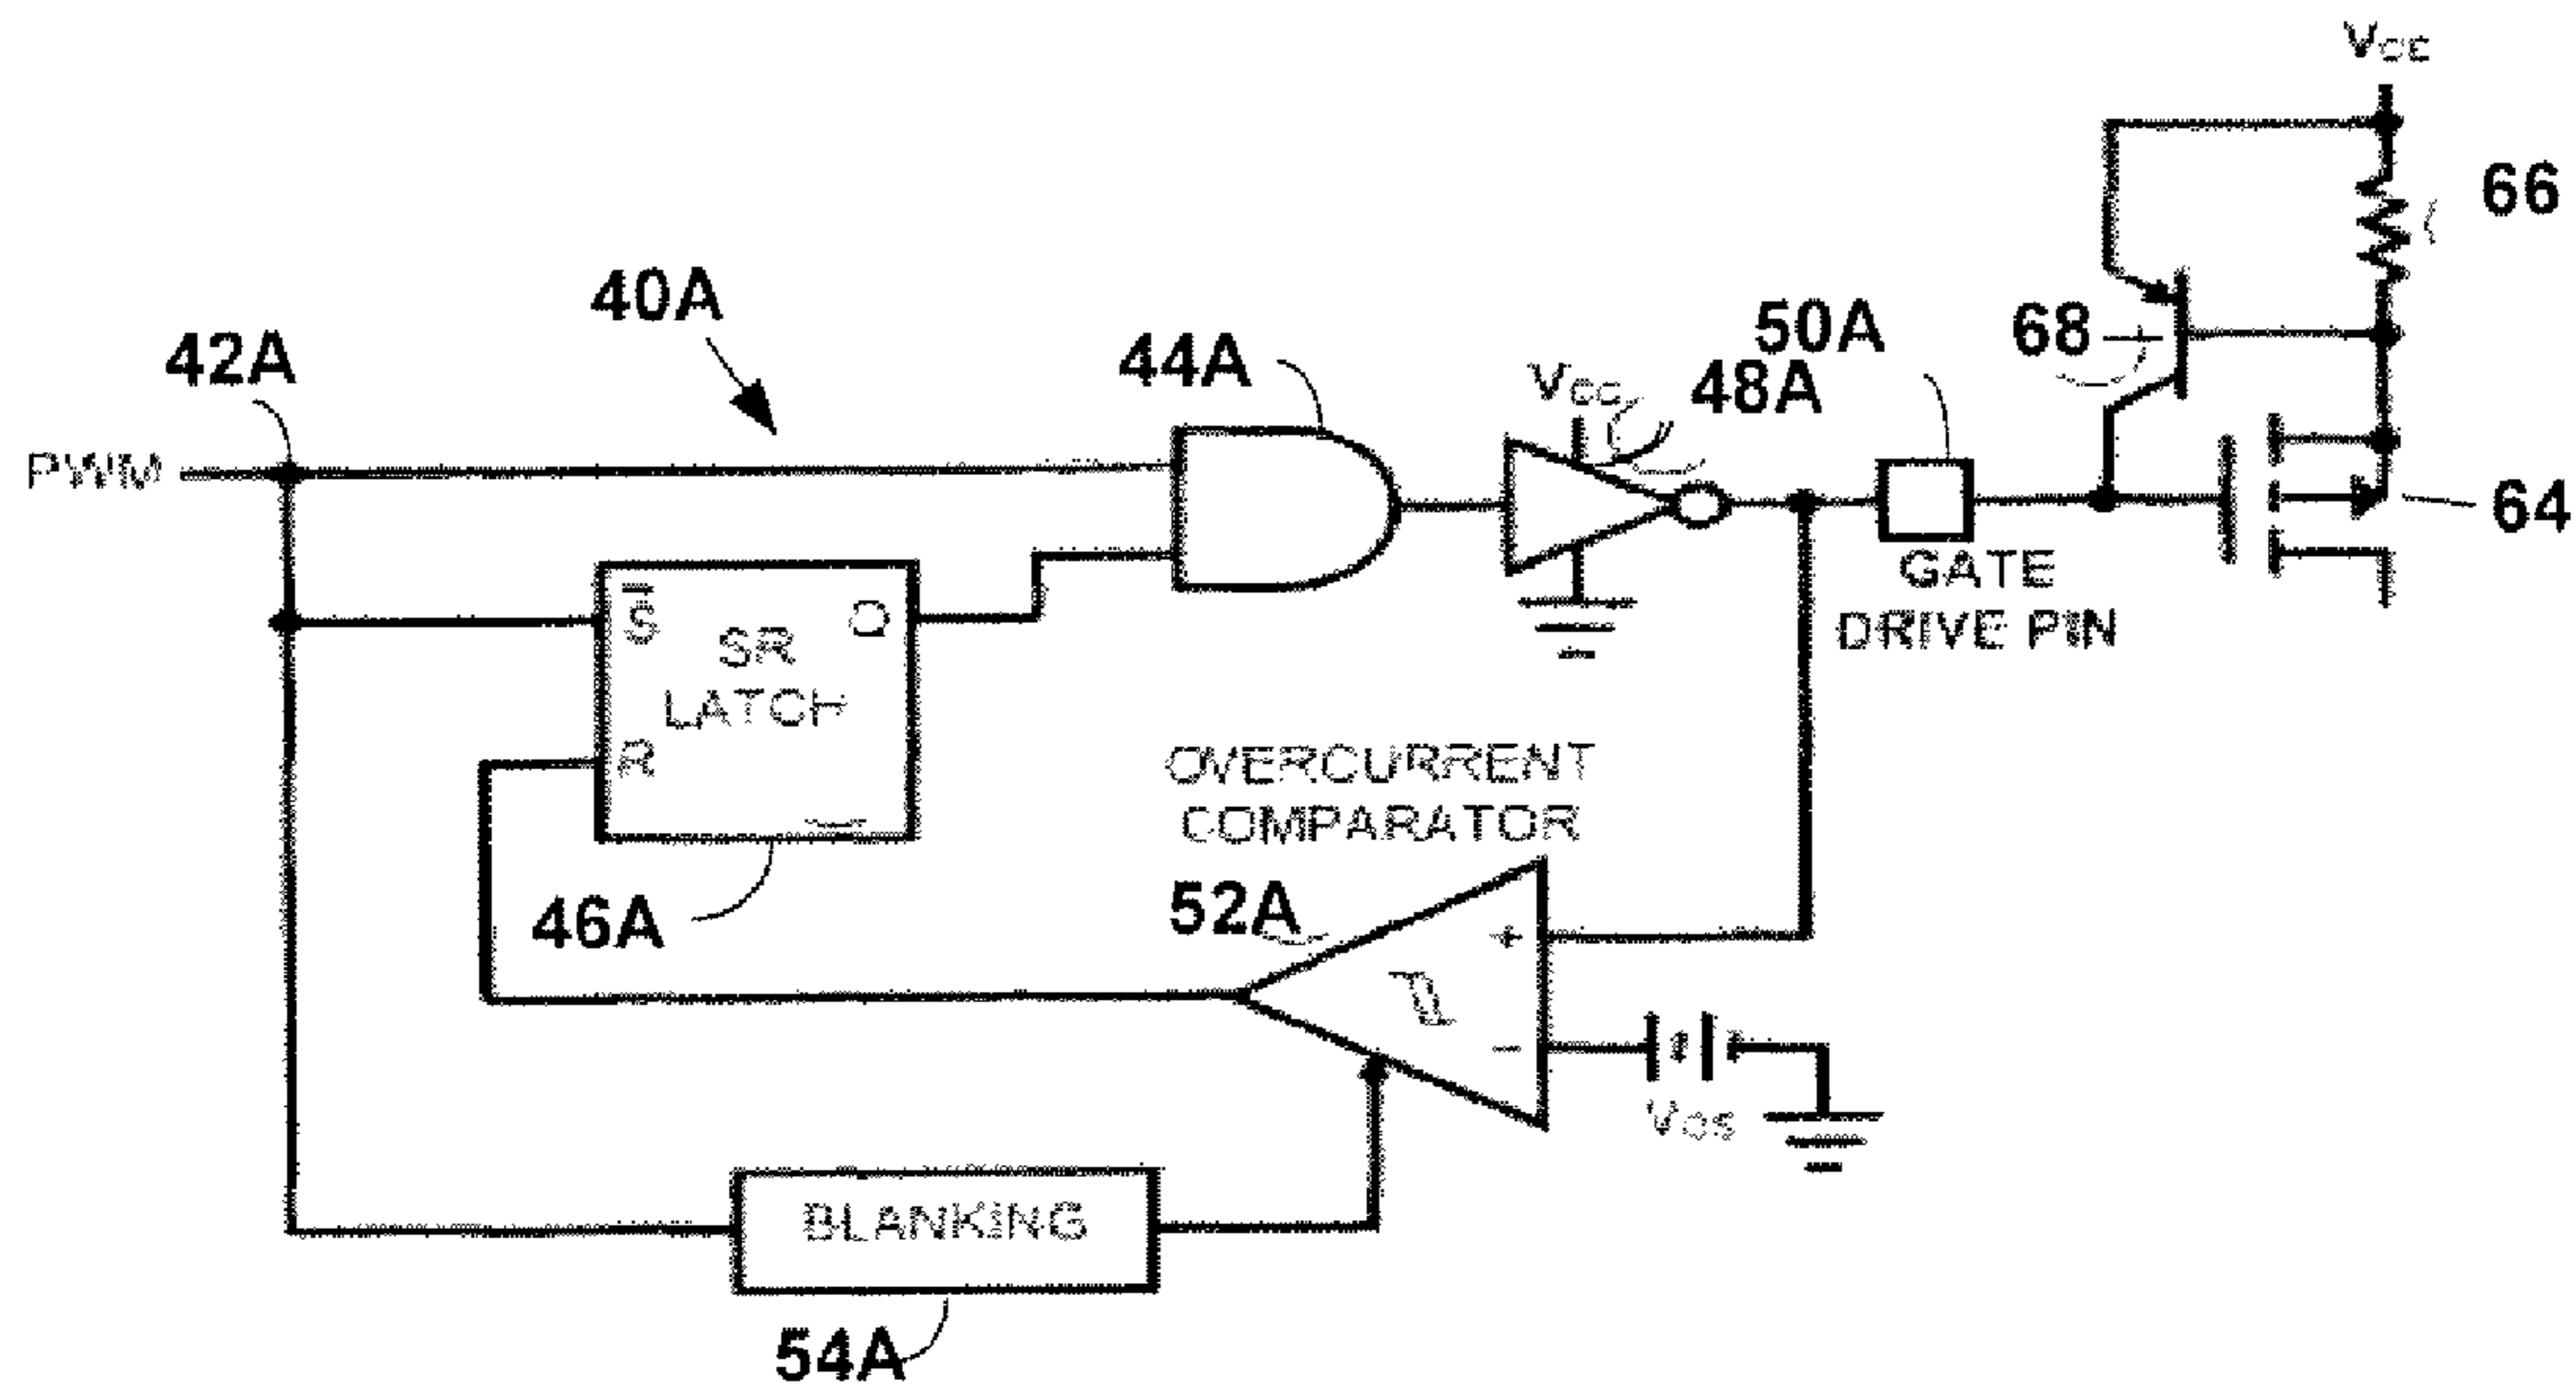 VCC
66
40A
50A
68
42A
44A
VCC
48A
PWM
64
GATE
DRIVE PIN
S̅
Q
SR
LATCH
R
OVERCURRENT
COMPARATOR
46A
52A
+
−
VOS
BLANKING
54A